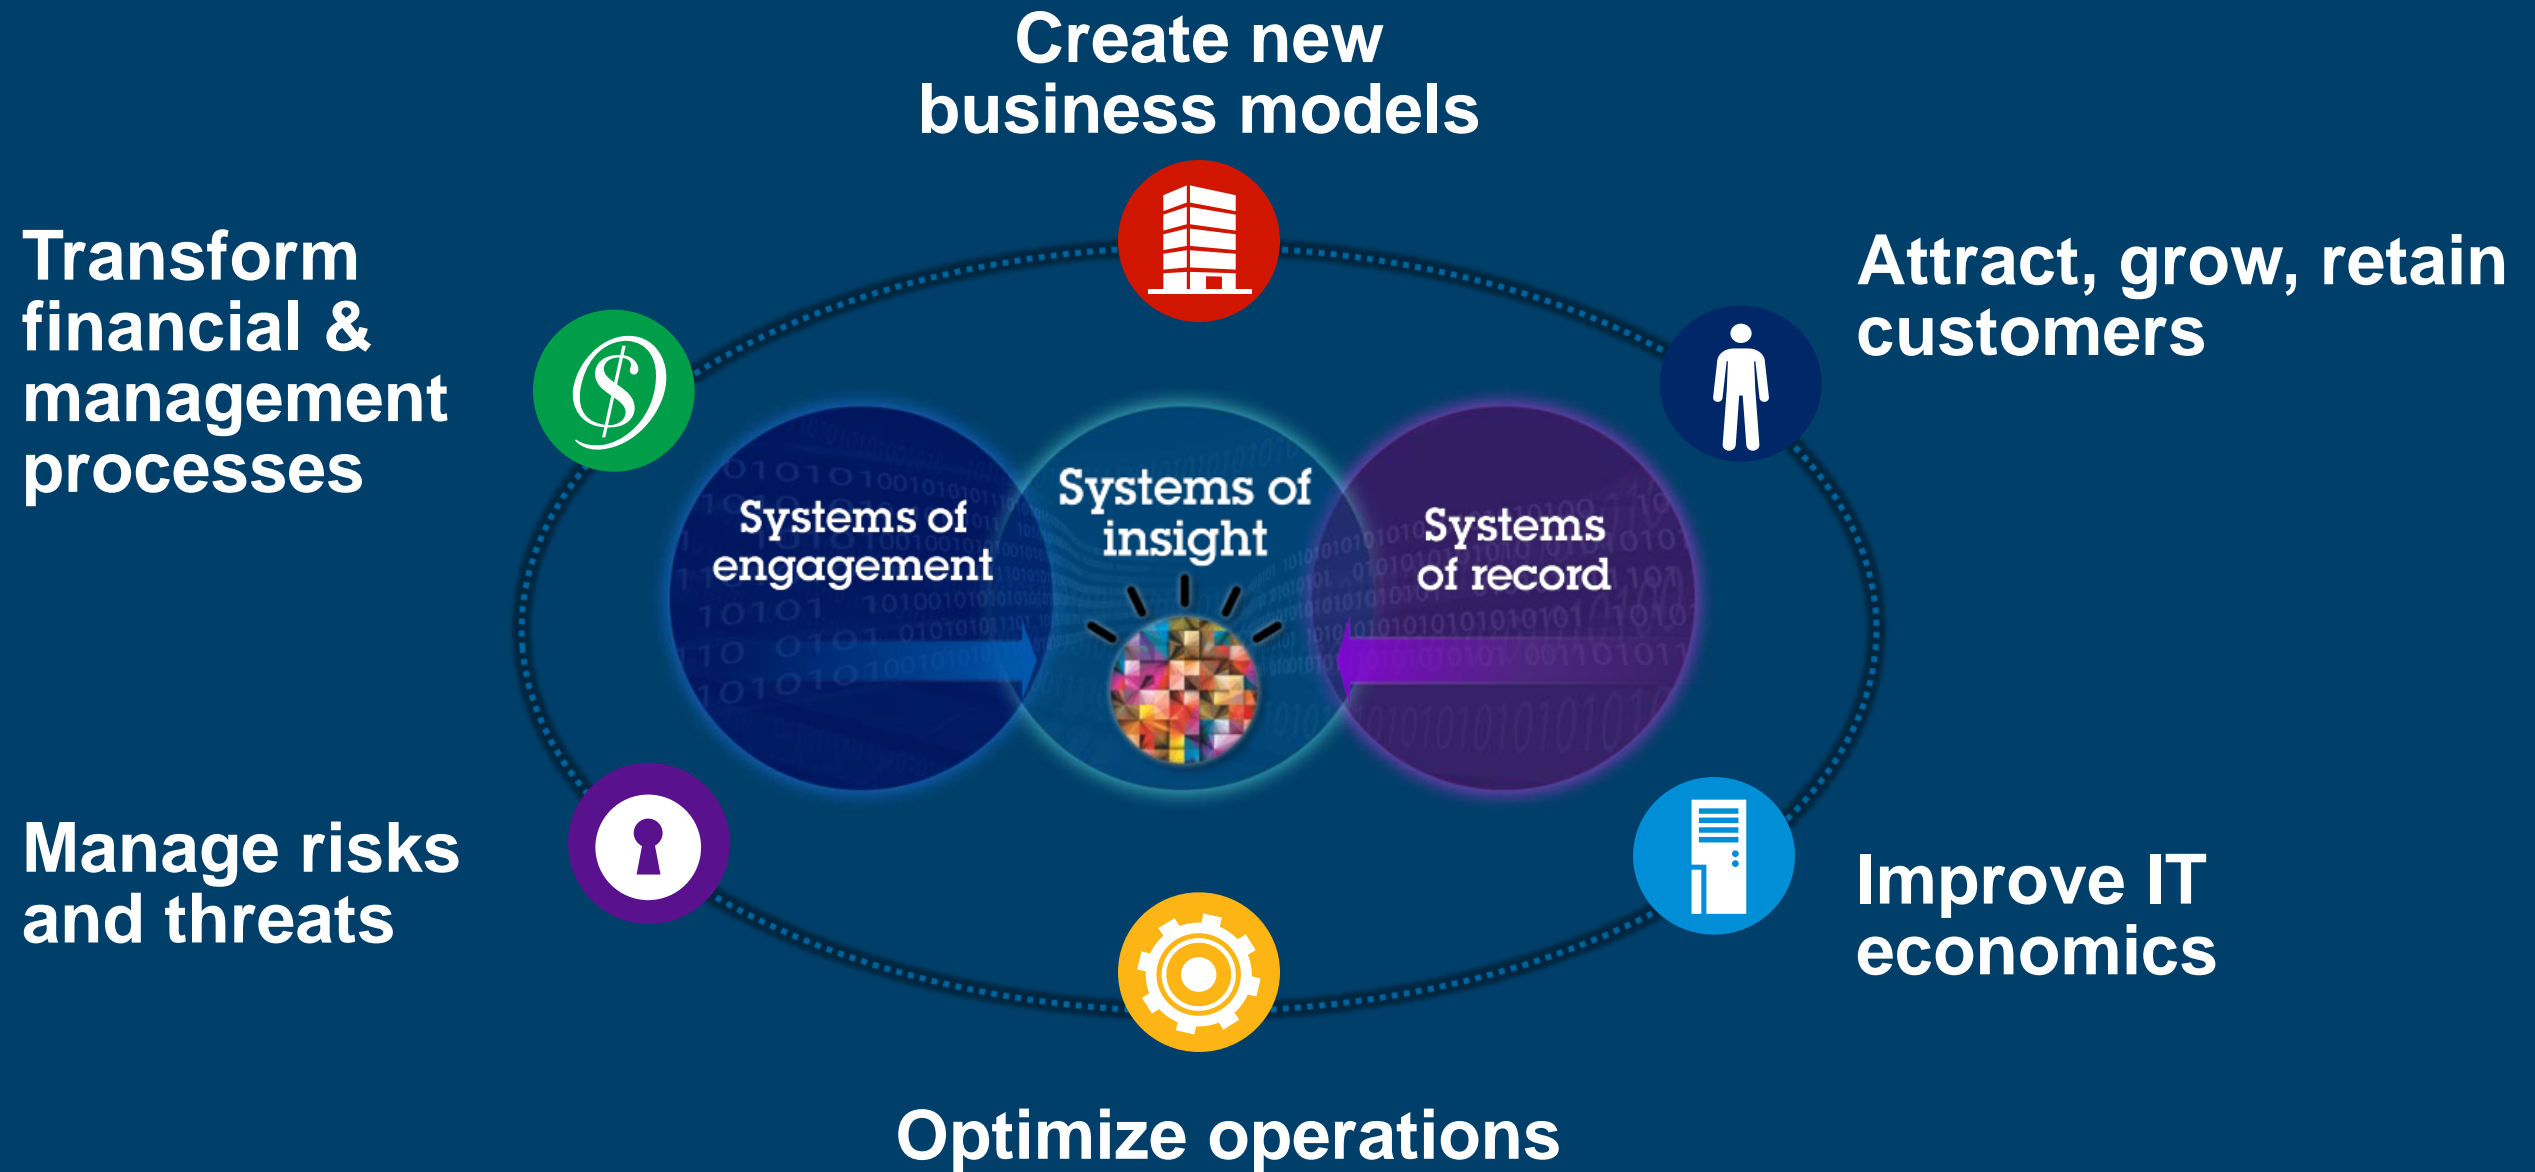 Create new
business models
Transform
financial &
management
processes
Attract, grow, retain
customers
Systems of
engagement
Systems of
insight
Systems
of record
Manage risks
and threats
Improve IT
economics
Optimize operations